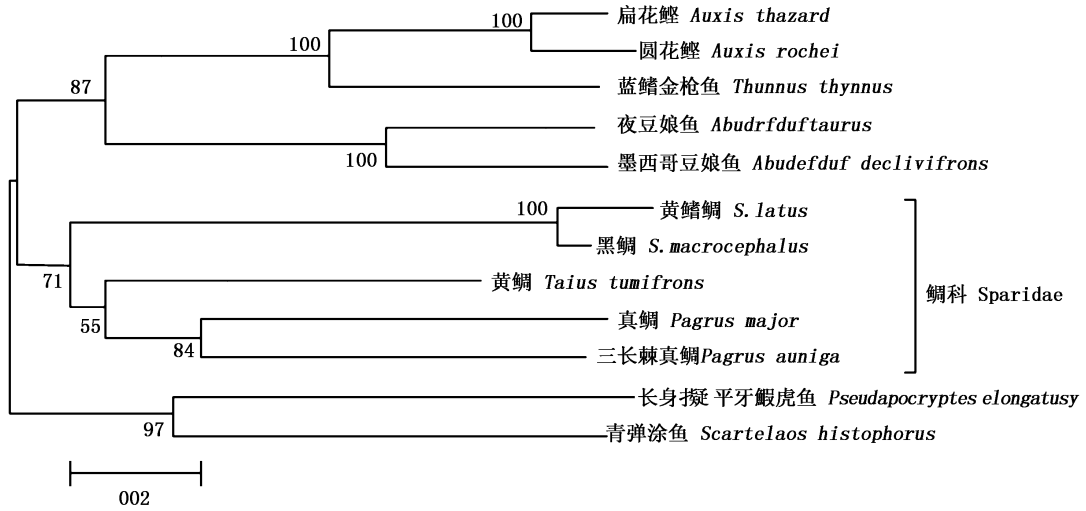 扁花鲣 Auxis thazard
100
圆花鲣 Auxis rochei
100
蓝鳍金枪鱼 Thunnus thynnus
87
夜豆娘鱼 Abudrfduftaurus
100
墨西哥豆娘鱼 Abudefduf declivifrons
100
黄鳍鲷 S.latus
黑鲷 S.macrocephalus
71
黄鲷 Taius tumifrons
鲷科 Sparidae
55
真鲷 Pagrus major
84
三长棘真鲷Pagrus auniga
长身拟 平牙鰕虎鱼 Pseudapocryptes elongatusy
97
青弹涂鱼 Scartelaos histophorus
002